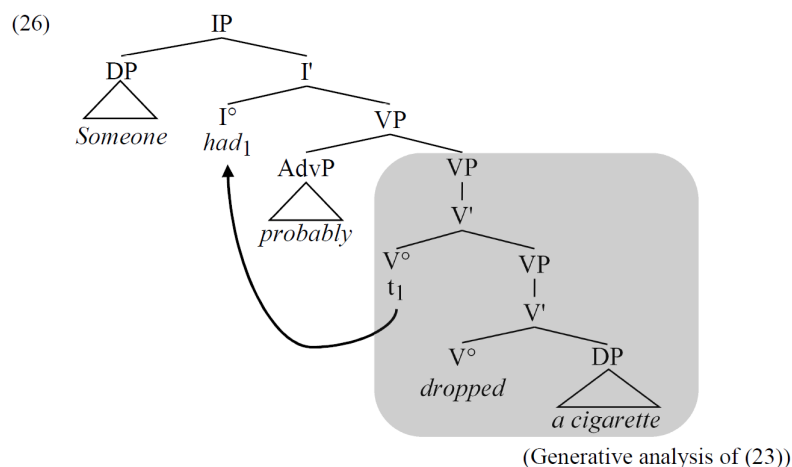 (26) IP
DP I'
Someone I° VP
had1
AdvP VP
probably V'
V° VP
t1 V'
V° DP
dropped a cigarette
(Generative analysis of (23))